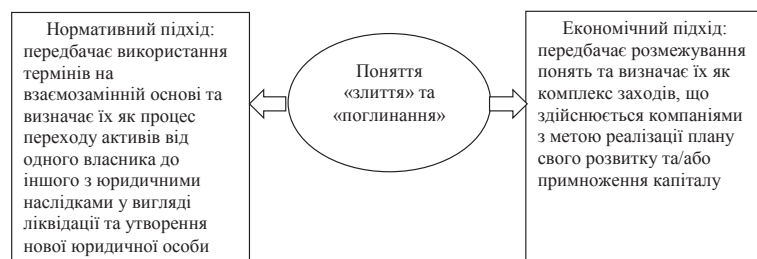 Нормативний підхід:
передбачає використання
термінів на
взаємозамінній основі та
визначає їх як процес
переходу активів від
одного власника до
іншого з юридичними
наслідками у вигляді
ліквідації та утворення
нової юридичної особи
Поняття
«злиття» та
«поглинання»
Економічний підхід:
передбачає розмежування
понять та визначає їх як
комплекс заходів, що
здійснюється компаніями
з метою реалізації плану
свого розвитку та/або
примноження капіталу